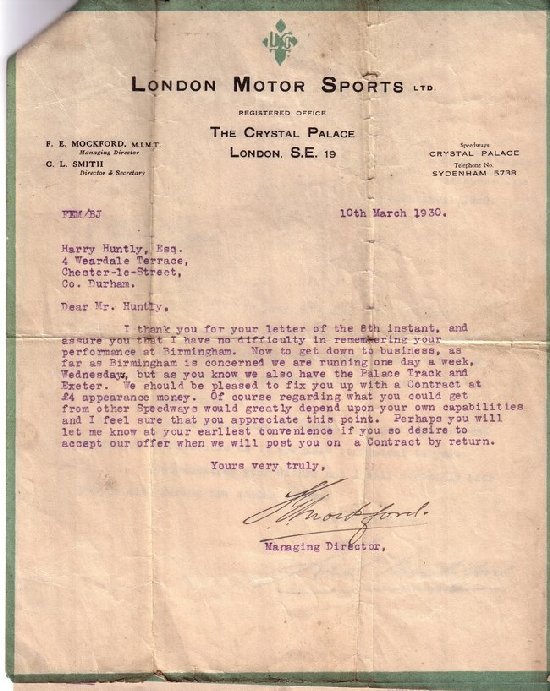 LONDON MOTOR SPORTS LTD.
REGISTERED OFFICE
THE CRYSTAL PALACE
LONDON, S.E. 19
F. E. MOCKFORD, M.I.M.T.
Managing Director
G. L. SMITH
Director & Secretary
Speedways
CRYSTAL PALACE
Telephone No.
SYDENHAM 5738
FEM/BJ
10th March 1930.
Harry Huntly, Esq.
4 Weardale Terrace,
Chester-le-Street,
Co. Durham.
Dear Mr. Huntly,
I thank you for your letter of the 8th instant, and
assure you that I have no difficulty in remembering your
performance at Birmingham. Now to get down to business, as
far as Birmingham is concerned we are running one day a week,
Wednesday, but as you know we also have the Palace Track and
Exeter. We should be pleased to fix you up with a Contract at
£4 appearance money. Of course regarding what you could get
from other Speedways would greatly depend upon your own capabilities
and I feel sure that you appreciate this point. Perhaps you will
let me know at your earliest convenience if you so desire to
accept our offer when we will post you on a Contract by return.
Yours very truly,
F. E. Mockford.
Managing Director.